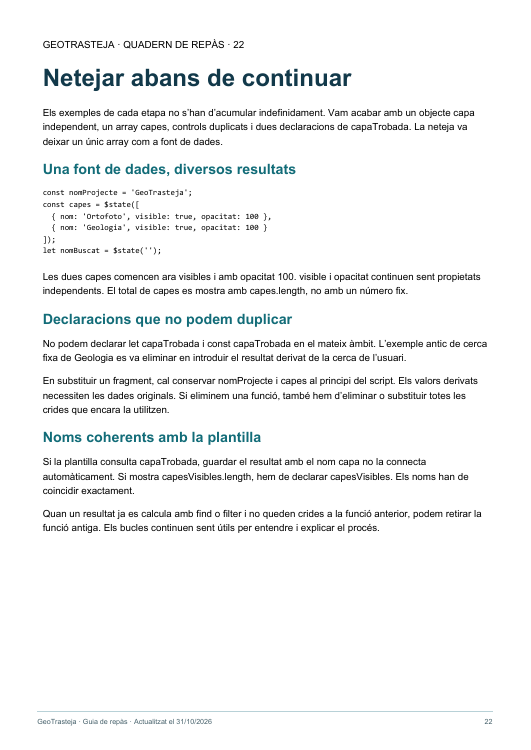 GEOTRASTEJA · QUADERN DE REPÀS · 22
Netejar abans de continuar
Els exemples de cada etapa no s’han d’acumular indefinidament. Vam acabar amb un objecte capa
independent, un array capes, controls duplicats i dues declaracions de capaTrobada. La neteja va
deixar un únic array com a font de dades.
Una font de dades, diversos resultats
const nomProjecte = 'GeoTrasteja';
const capes = $state([
  { nom: 'Ortofoto', visible: true, opacitat: 100 },
  { nom: 'Geologia', visible: true, opacitat: 100 }
]);
let nomBuscat = $state('');
Les dues capes comencen ara visibles i amb opacitat 100. visible i opacitat continuen sent propietats
independents. El total de capes es mostra amb capes.length, no amb un número fix.
Declaracions que no podem duplicar
No podem declarar let capaTrobada i const capaTrobada en el mateix àmbit. L’exemple antic de cerca
fixa de Geologia es va eliminar en introduir el resultat derivat de la cerca de l’usuari.
En substituir un fragment, cal conservar nomProjecte i capes al principi del script. Els valors derivats
necessiten les dades originals. Si eliminem una funció, també hem d’eliminar o substituir totes les
crides que encara la utilitzen.
Noms coherents amb la plantilla
Si la plantilla consulta capaTrobada, guardar el resultat amb el nom capa no la connecta
automàticament. Si mostra capesVisibles.length, hem de declarar capesVisibles. Els noms han de
coincidir exactament.
Quan un resultat ja es calcula amb find o filter i no queden crides a la funció anterior, podem retirar la
funció antiga. Els bucles continuen sent útils per entendre i explicar el procés.
GeoTrasteja · Guia de repàs · Actualitzat el 31/10/2026
22